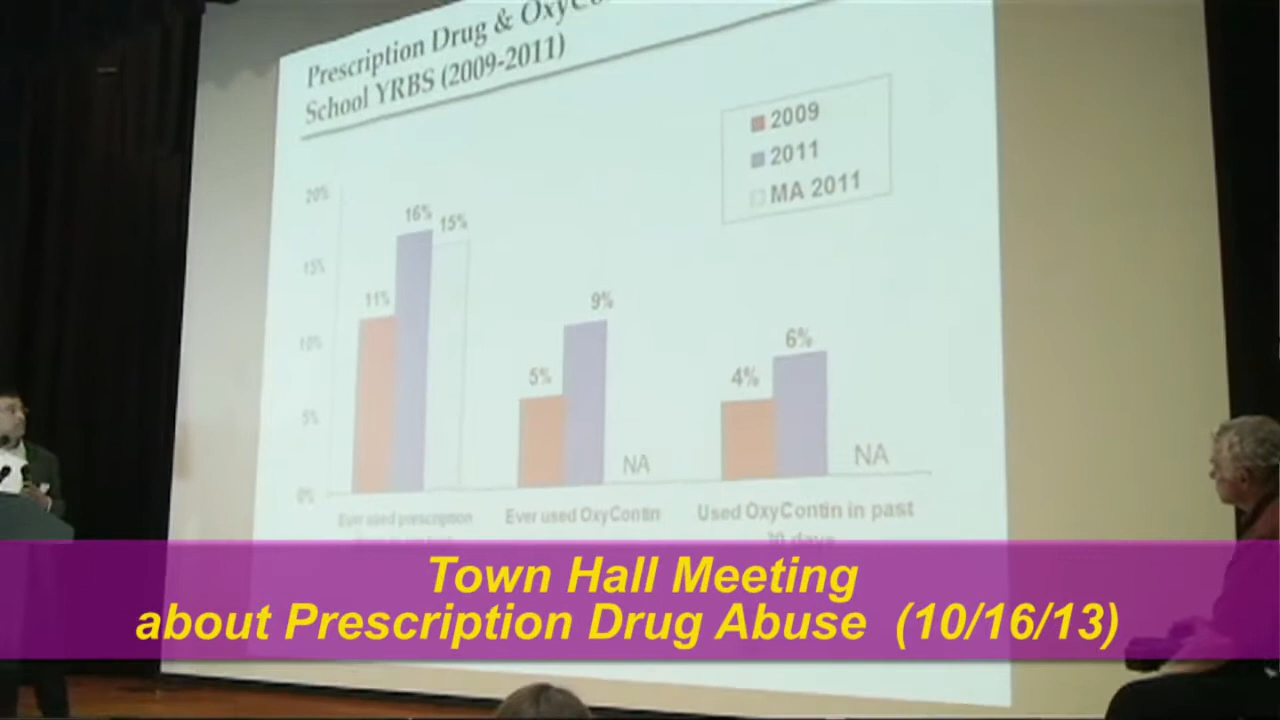 Prescription Drug &
School YRBS (2009-2011)
2009
2011
MA 2011
20%
15%
10%
5%
0%
11%
16%
15%
5%
9%
NA
4%
6%
NA
Ever used prescription
Ever used OxyContin
Used OxyContin in past
30 days
Town Hall Meeting
about Prescription Drug Abuse (10/16/13)